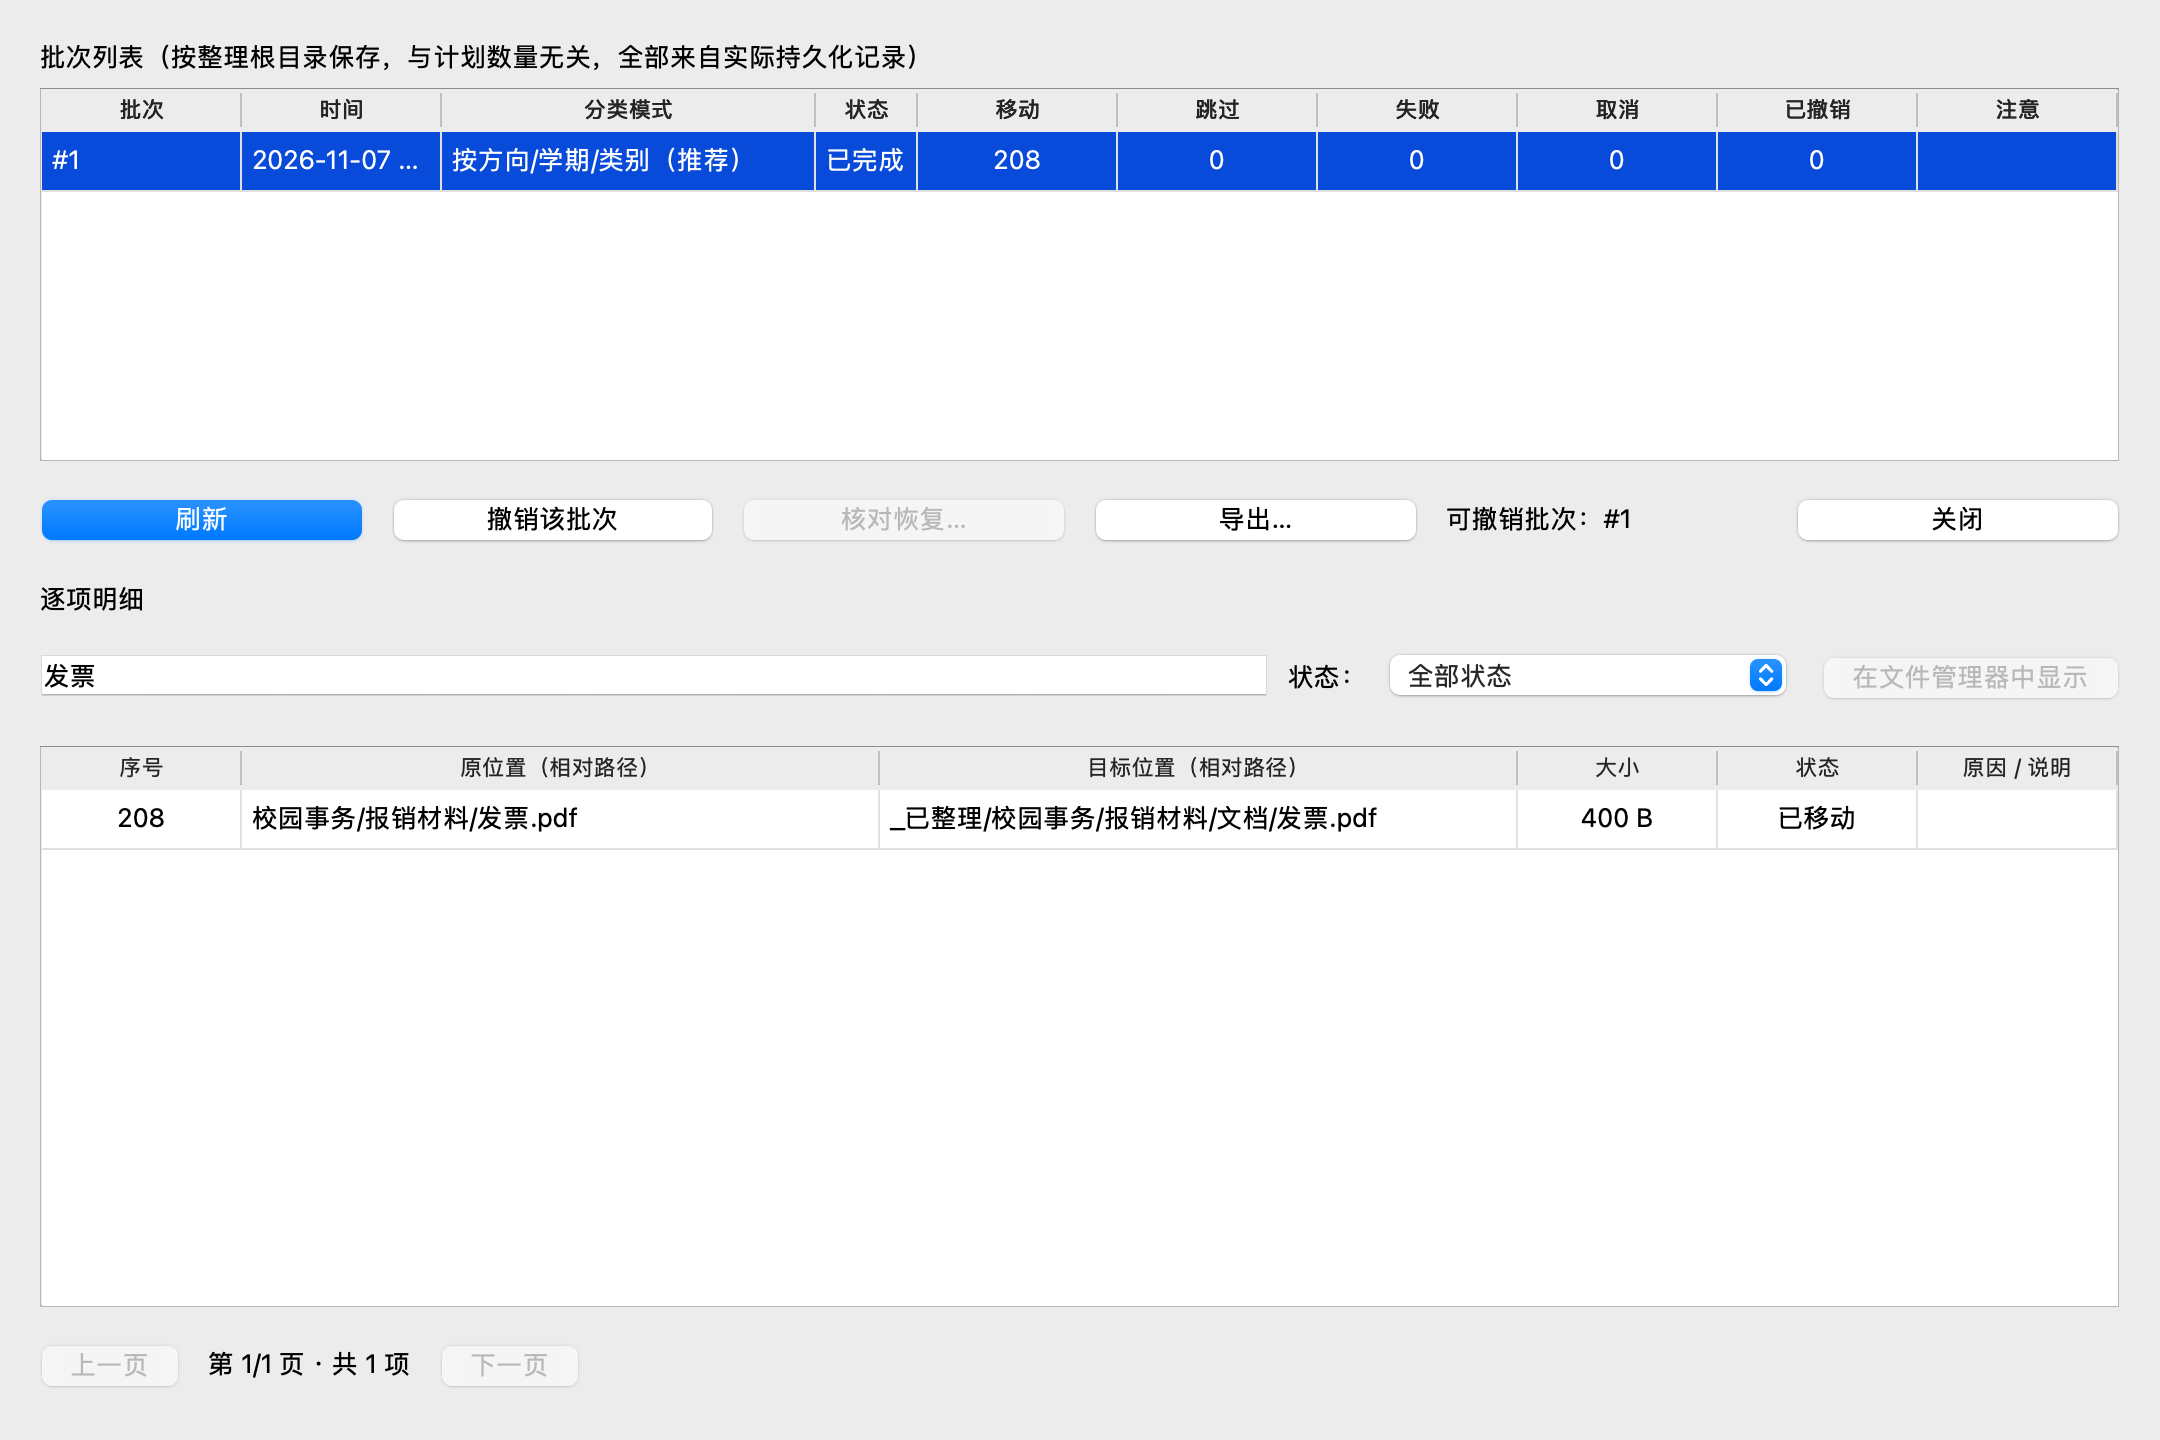 批次列表（按整理根目录保存，与计划数量无关，全部来自实际持久化记录）
批次 时间 分类模式 状态 移动 跳过 失败 取消 已撤销 注意
#1 2026-11-07 ... 按方向/学期/类别（推荐） 已完成 208 0 0 0 0
刷新 撤销该批次 核对恢复... 导出... 可撤销批次：#1 关闭
逐项明细
发票 状态： 全部状态 在文件管理器中显示
序号 原位置（相对路径） 目标位置（相对路径） 大小 状态 原因 / 说明
208 校园事务/报销材料/发票.pdf _已整理/校园事务/报销材料/文档/发票.pdf 400 B 已移动
上一页 第 1/1 页 · 共 1 项 下一页